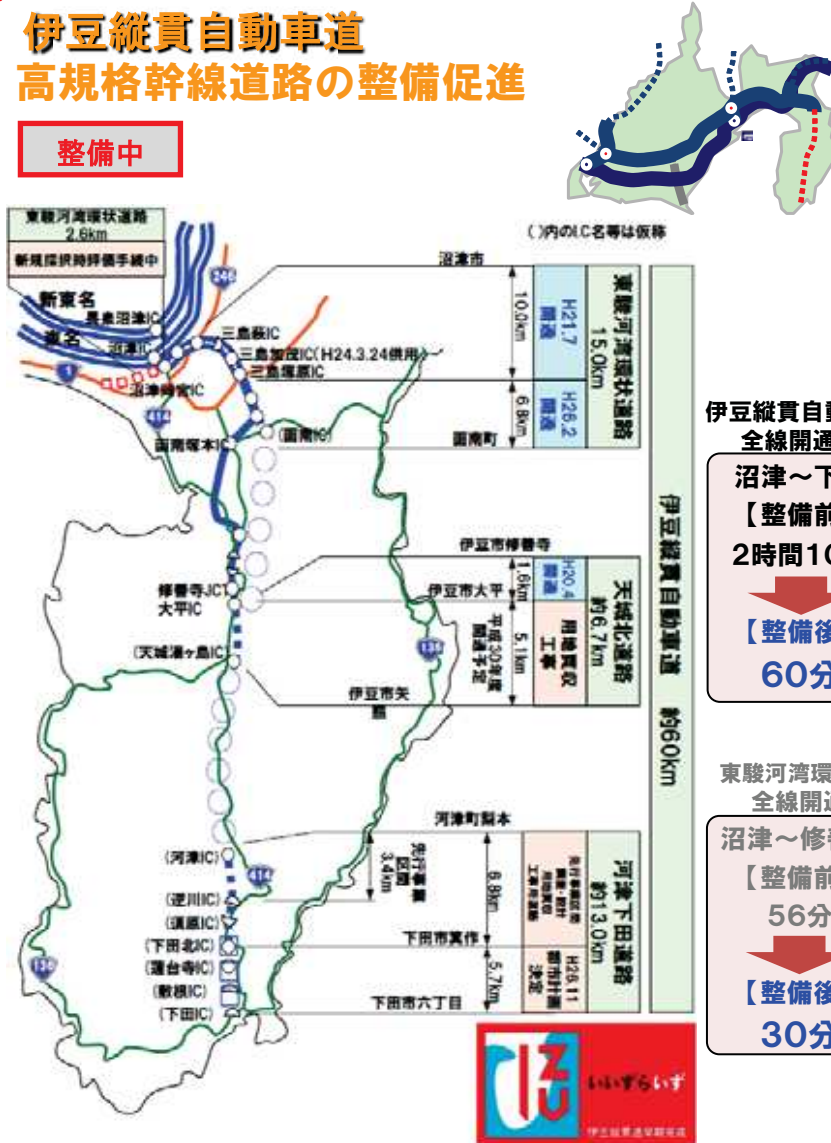 伊豆縦貫自動車道
高規格幹線道路の整備促進
整備中
東駿河湾環状道路
2.6km
新規採択時評価手続中
( )内のI.C名等は仮称
沼津市
246
新東名
長泉沼津IC
東名
沼津IC
三島萩IC
三島加茂IC(H24.3.24供用)
三島塚原IC
1
沼津岡宮IC
414
函南塚本IC
(函南IC)
函南町
10.0km
H21.7
開通
6.8km
H26.2
開通
東駿河湾環状道路
15.0km
伊豆縦貫自動車道 約60km
伊豆市修善寺
修善寺JCT
大平IC
伊豆市大平
(天城湯ヶ島IC)
136
伊豆市矢
熊
1.6km
H20.4
開通
5.1km
平成30年度
開通予定
用地買収
工事
天城北道路
約6.7km
河津町梨本
(河津IC)
414
先行事業
区間
3.4km
(逆川IC)
(須原IC)
(下田北IC)
下田市箕作
(蓮台寺IC)
(敷根IC)
(下田IC)
下田市六丁目
136
6.8km
5.7km
H26.11
都市計画
決定
河津下田道路
約13.0km
伊豆縦貫自動
全線開通
沼津～下
【整備前
2時間10
【整備後
60分
東駿河湾環
全線開通
沼津～修善
【整備前
56分
【整備後
30分
IZU
いいずらいず